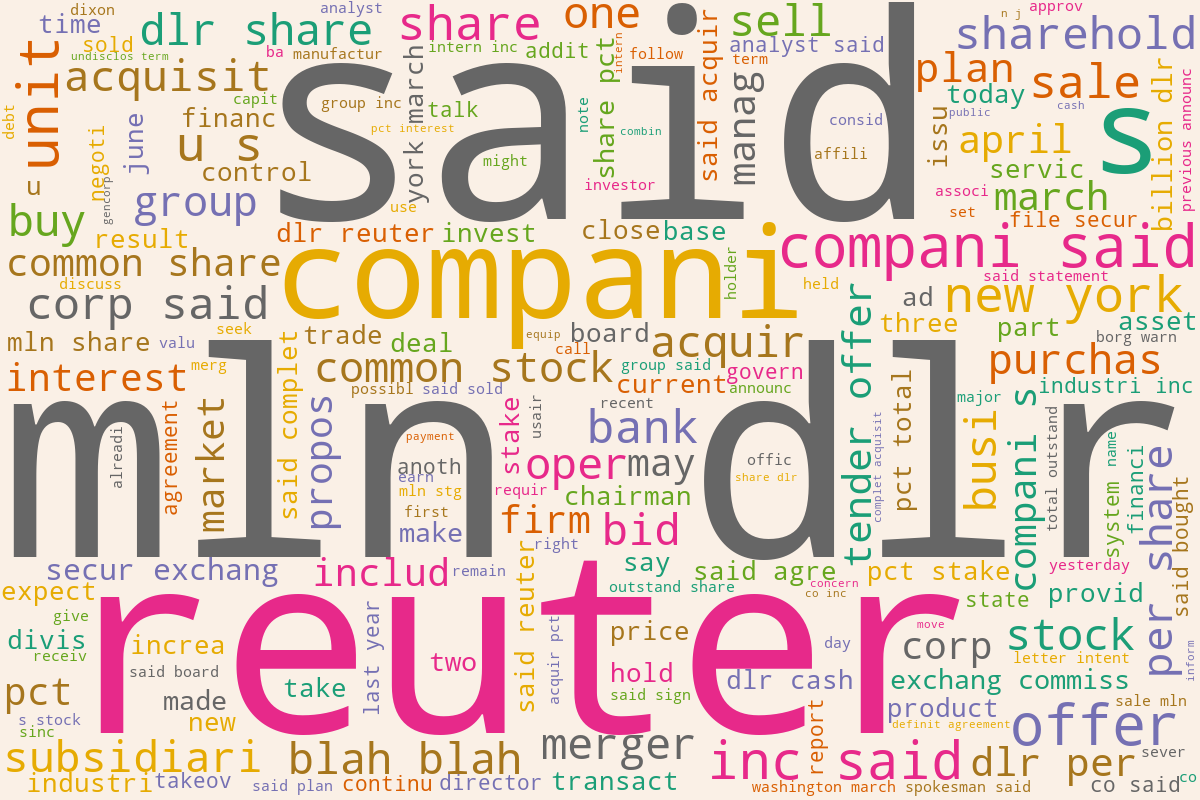 dixon
analyst
n j
approv
time
dlr share
share
one
sell
sharehold
sold
undisclos term
ba
manufactur
intern inc
addit
intern
follow
said acquir
analyst said
term
plan
sale
unit
acquisit
said
york march
share pct
manag
today
billion dlr
previous announc
debt
capit
group inc
talk
note
combin
consid
issu
public
cash
s
financ
pct interest
april
negoti
june
u s
might
affili
servic
control
investor
associ
march
u
gencorp
group
use
set
file secur
buy
result
dlr reuter
invest
close
base
compani said
common share
compani
holder
said statement
discuss
held
corp said
new york
ad
tender offer
seek
trade
equip
board
three
part
asset
mln share
valu
deal
call
acquir
borg warn
merg
said complet
common stock
group said
govern
purchas
interest
possibl
said sold
current
announc
industri inc
mln
dlr
agreement
market
propos
stake
usair
recent
pct total
major
compani s
alreadi
payment
bank
complet acquisit
busi
total outstand
name
anoth
earn
oper
may
offic
share dlr
system
financi
per share
said bought
mln stg
requir
chairman
first
firm
bid
make
right
secur exchang
includ
remain
say
said agre
pct stake
yesterday
expect
outstand share
concern
co inc
provid
state
give
reuter
last year
said reuter
acquir pct
move
divis
increa
price
day
corp
stock
receiv
two
letter intent
said board
hold
inform
pct
take
dlr cash
exchang commiss
made
said sign
product
sale mln
s stock
new
report
definit agreement
offer
sinc
subsidiari
blah blah
merger
inc said
dlr per
sever
industri
takeov
said plan
continu
director
transact
washington march
spokesman said
co said
co